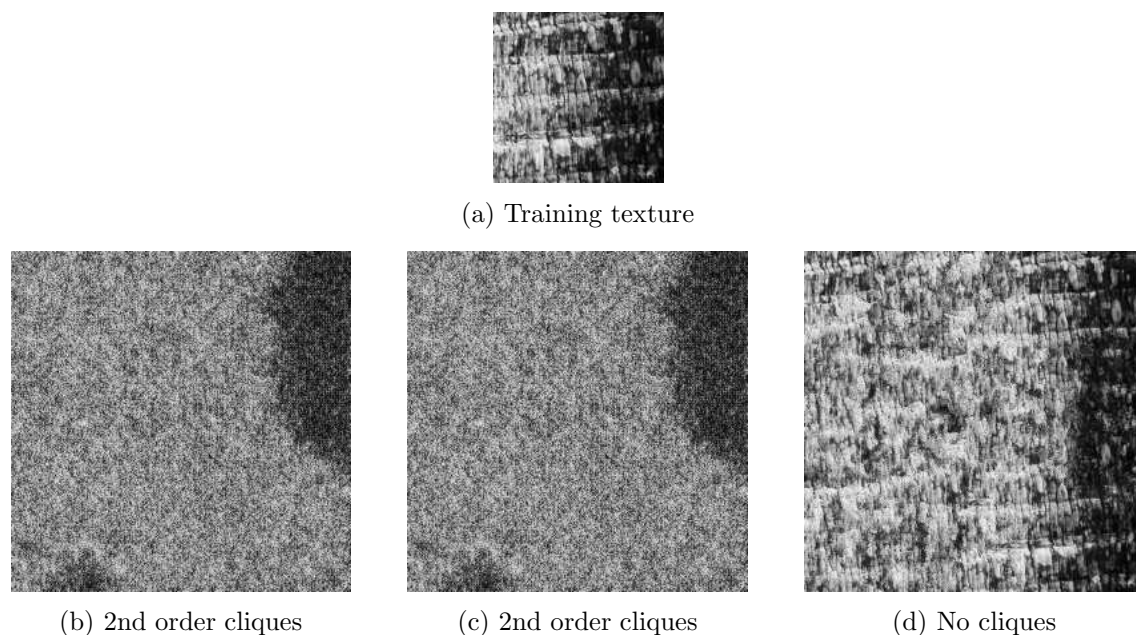 (a) Training texture
(b) 2nd order cliques
(c) 2nd order cliques
(d) No cliques